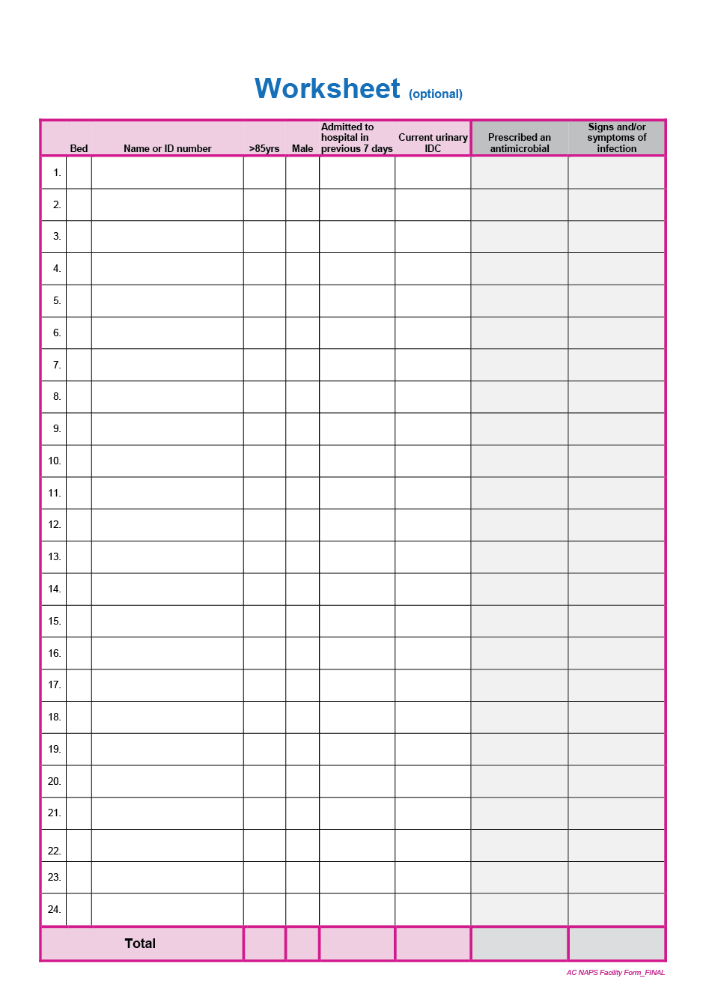 Worksheet (optional)
Bed
Name or ID number
>85yrs
Male
Admitted to
hospital in
previous 7 days
Current urinary
IDC
Prescribed an
antimicrobial
Signs and/or
symptoms of
infection
1.
2.
3.
4.
5.
6.
7.
8.
9.
10.
11.
12.
13.
14.
15.
16.
17.
18.
19.
20.
21.
22.
23.
24.
Total
AC NAPS Facility Form_FINAL